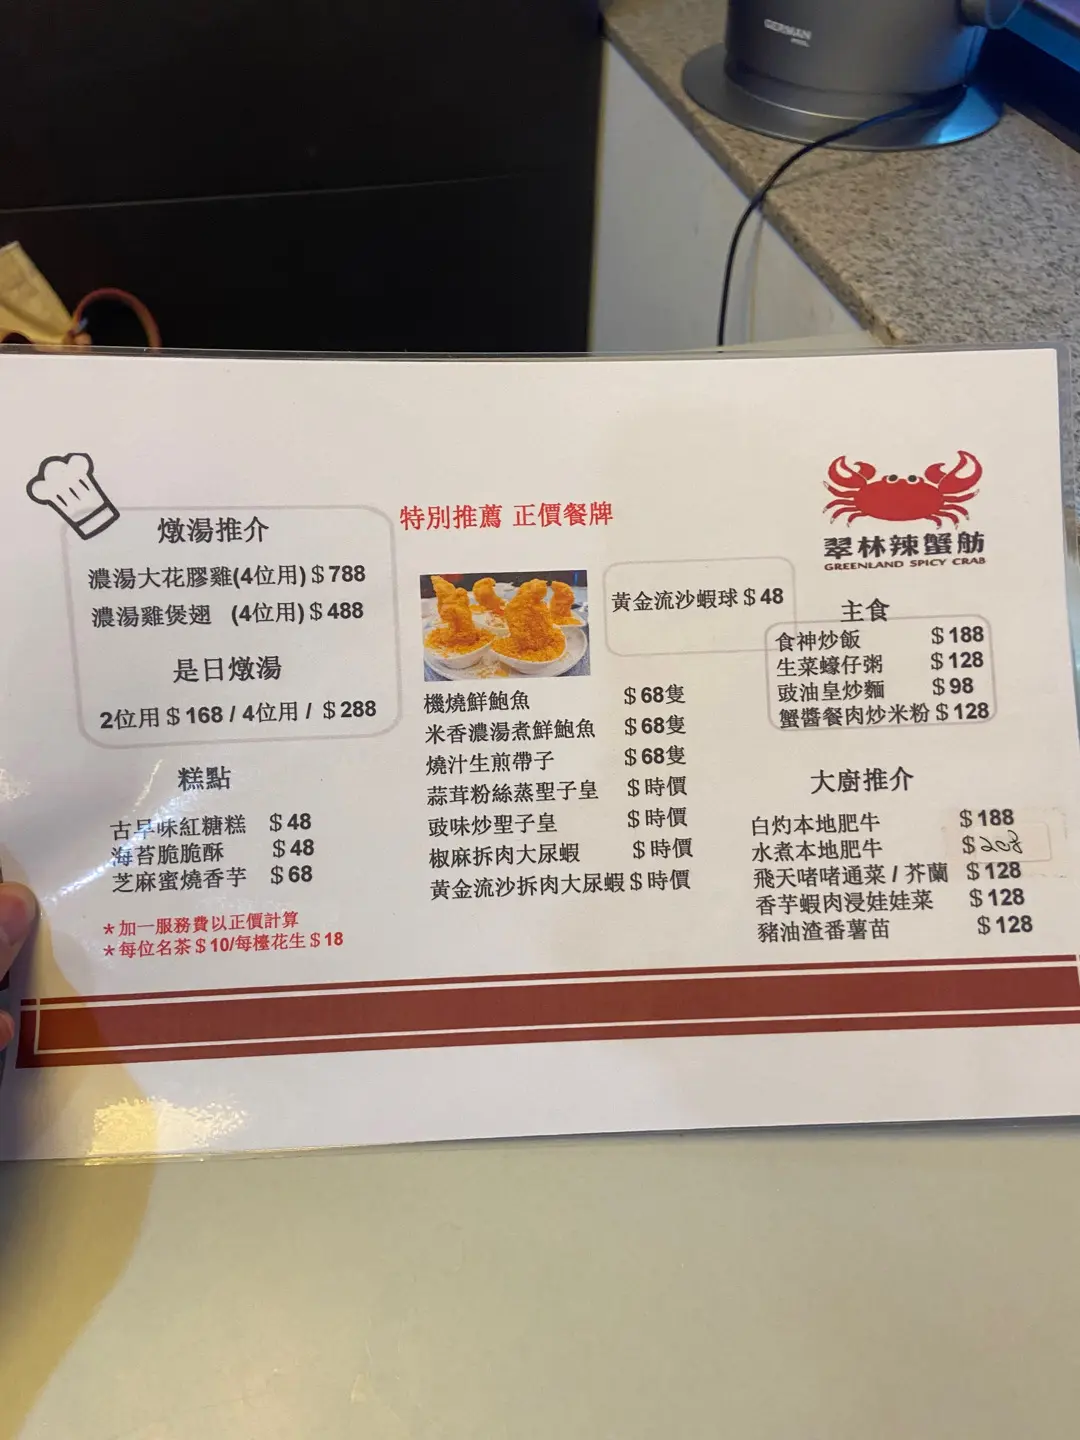 GERMAN
燉湯推介
濃湯大花膠雞(4位用)$788
濃湯雞煲翅 (4位用)$488
是日燉湯
2位用$168 / 4位用 / $288
糕點
古早味紅糖糕 $48
海苔脆脆酥 $48
芝麻蜜燒香芋 $68
*加一服務費以正價計算
*每位名茶$10/每檯花生$18
特別推薦 正價餐牌
黃金流沙蝦球$48
機燒鮮鮑魚 $68隻
米香濃湯煮鮮鮑魚 $68隻
燒汁生煎帶子 $68隻
蒜茸粉絲蒸聖子皇 $時價
豉味炒聖子皇 $時價
椒麻拆肉大尿蝦 $時價
黃金流沙拆肉大尿蝦$時價
翠林辣蟹舫
GREENLAND SPICY CRAB
主食
食神炒飯 $188
生菜蠔仔粥 $128
豉油皇炒麵 $98
蟹醬餐肉炒米粉$128
大廚推介
白灼本地肥牛 $188
水煮本地肥牛 $208
飛天啫啫通菜 / 芥蘭 $128
香芋蝦肉浸娃娃菜 $128
豬油渣番薯苗 $128